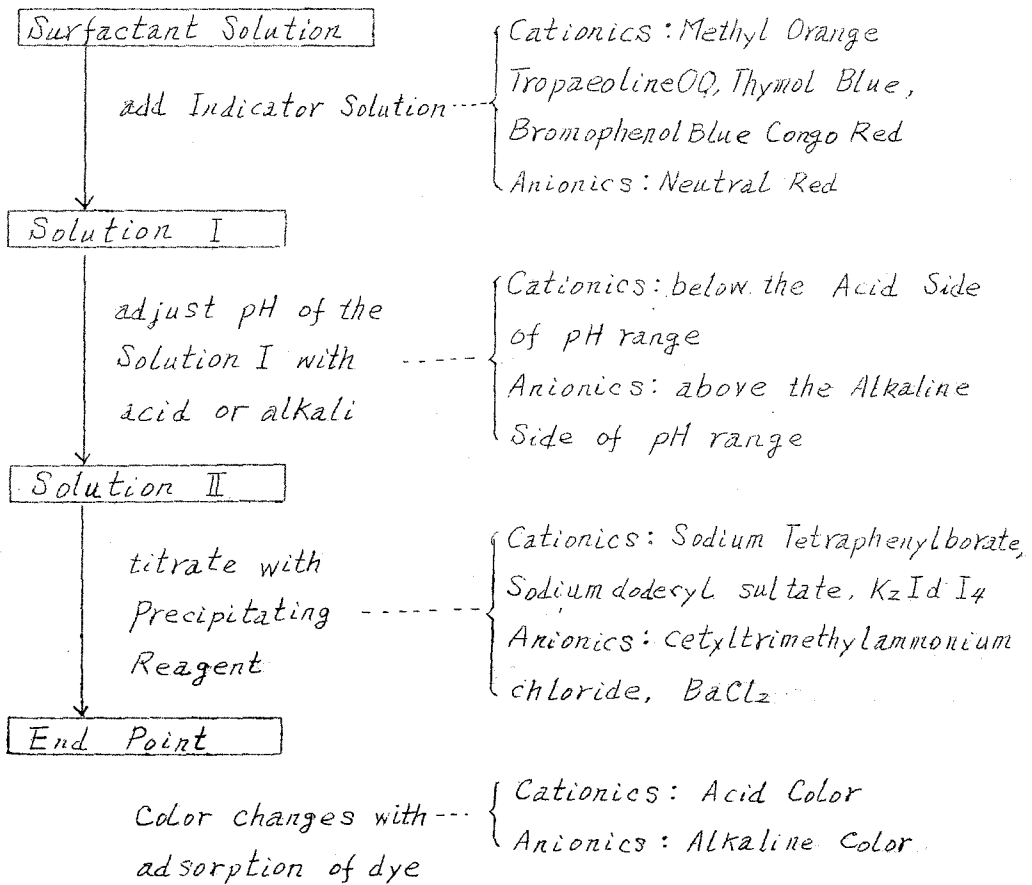 Surfactant Solution
add Indicator Solution
Cationics : Methyl Orange
TropaeolineOO, Thymol Blue,
Bromophenol Blue Congo Red
Anionics : Neutral Red
Solution I
adjust pH of the
Solution I with
acid or alkali
Cationics : below the Acid Side
of pH range
Anionics : above the Alkaline
Side of pH range
Solution II
titrate with
Precipitating
Reagent
Cationics : Sodium Tetraphenylborate,
Sodium dodecyl sultate, K2 Id I4
Anionics : cetyltrimethylammonium
chloride, BaCl2
End Point
Color changes with
adsorption of dye
Cationics : Acid Color
Anionics : Alkaline Color